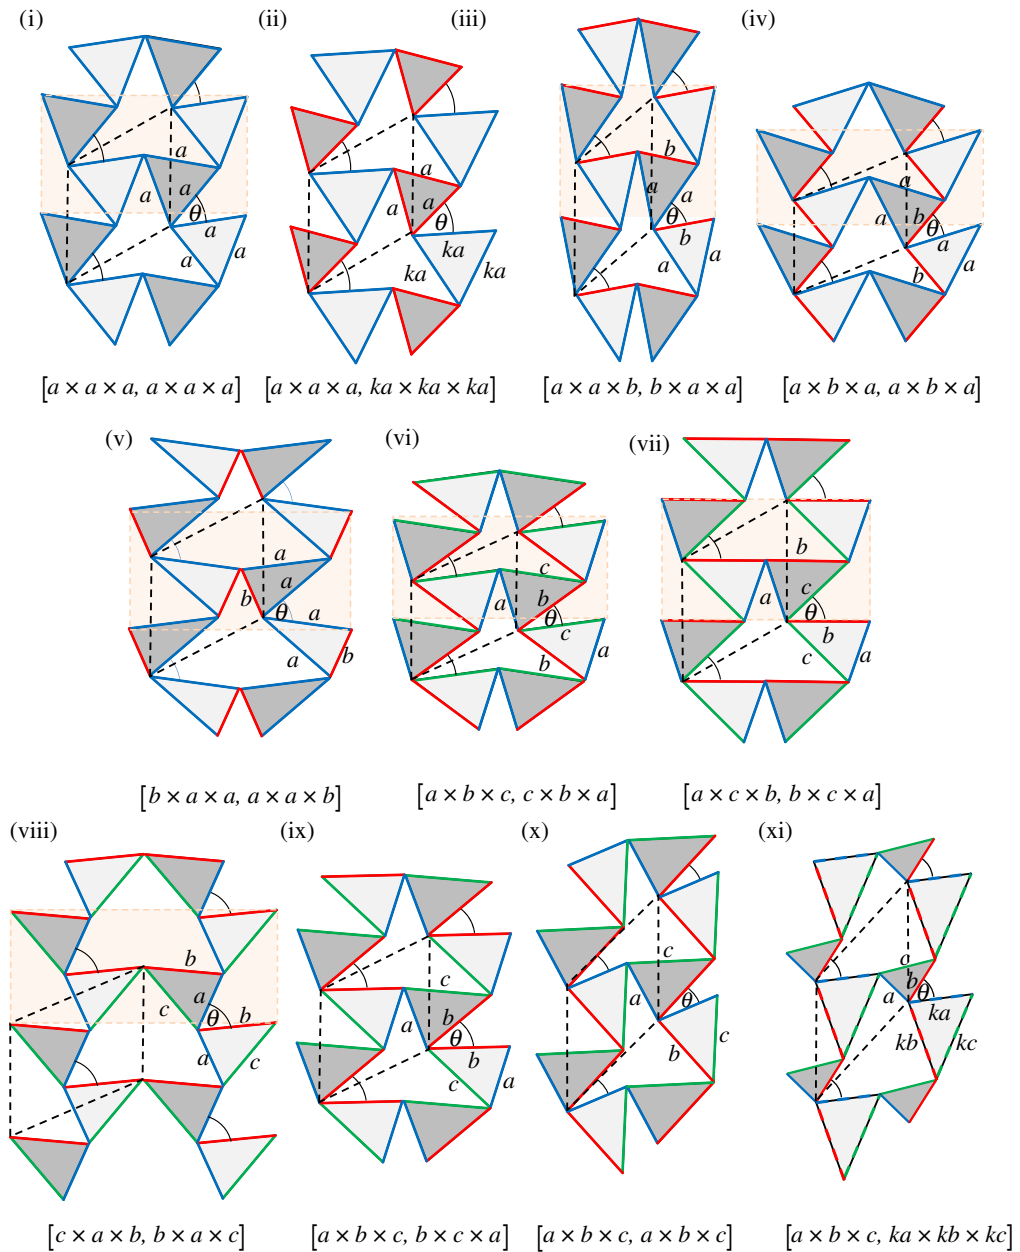 (i) (ii) (iii) (iv)
a a a a θ a a a
a a a a θ ka ka ka
b a a a θ b a a
a a b θ a a b
[a × a × a, a × a × a] [a × a × a, ka × ka × ka] [a × a × b, b × a × a] [a × b × a, a × b × a]
(v) (vi) (vii)
a a b θ a a b
c a b θ c b a
b a c θ b c a
[b × a × a, a × a × b] [a × b × c, c × b × a] [a × c × b, b × c × a]
(viii) (ix) (x) (xi)
b a c θ b a c
c a b θ b c a
c a θ b c
c a b θ ka kb kc
[c × a × b, b × a × c] [a × b × c, b × c × a] [a × b × c, a × b × c] [a × b × c, ka × kb × kc]